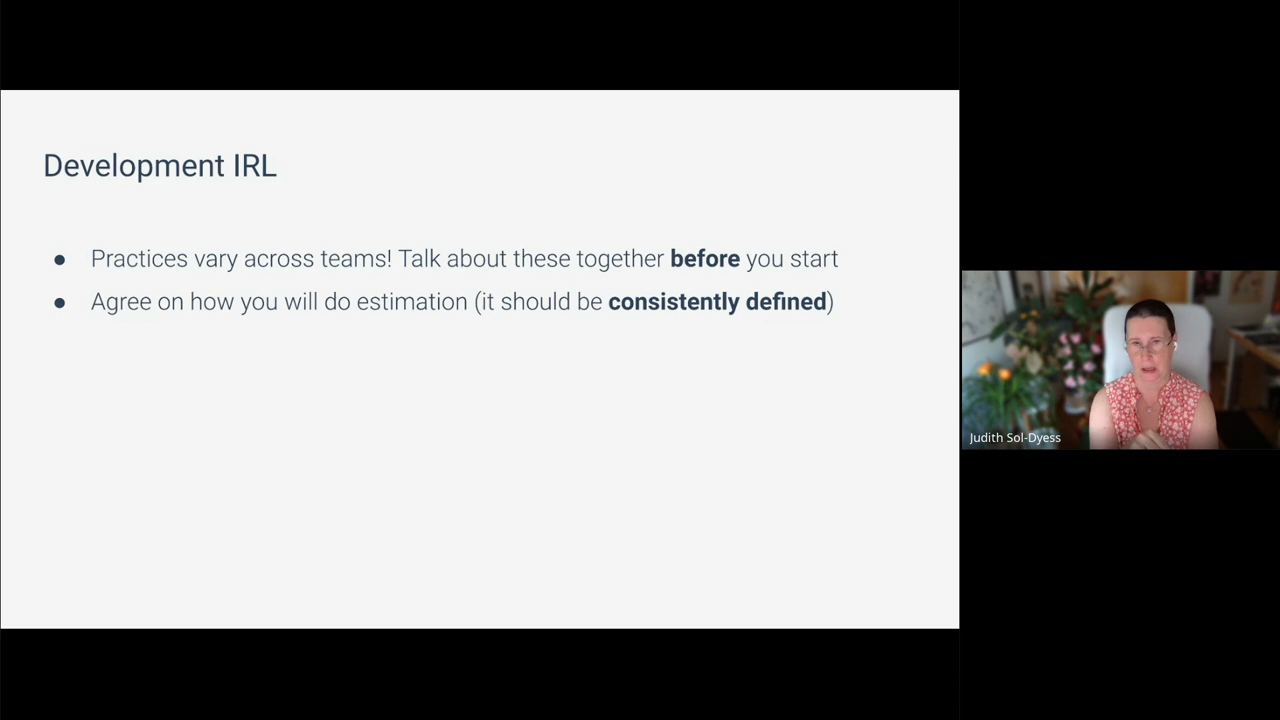 Development IRL
● Practices vary across teams! Talk about these together before you start
● Agree on how you will do estimation (it should be consistently defined)
Judith Sol-Dyess